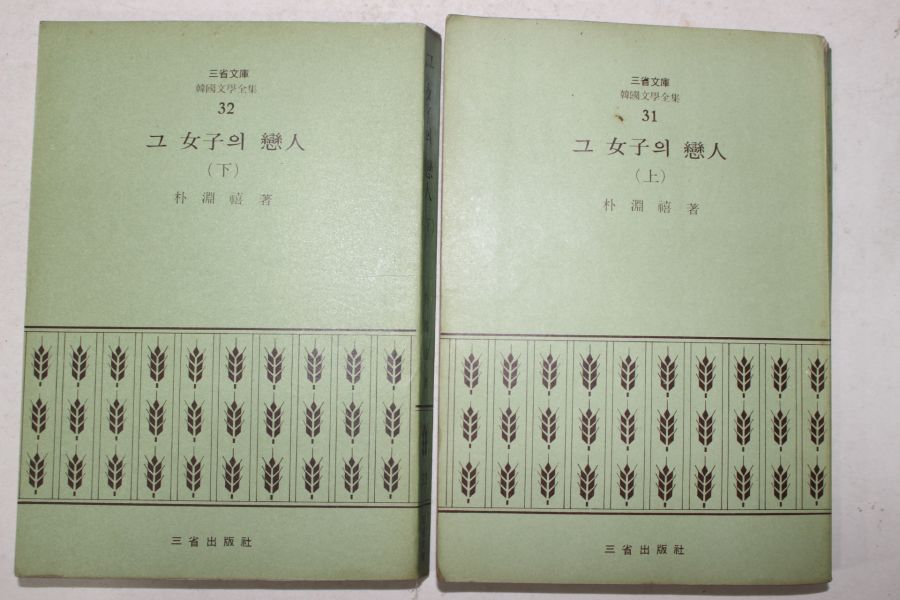 三省文庫
韓國文學全集
32
그 女子의 戀人
(下)
朴淵禧 著
三省出版社
三省文庫
韓國文學全集
31
그 女子의 戀人
(上)
朴淵禧 著
三省出版社